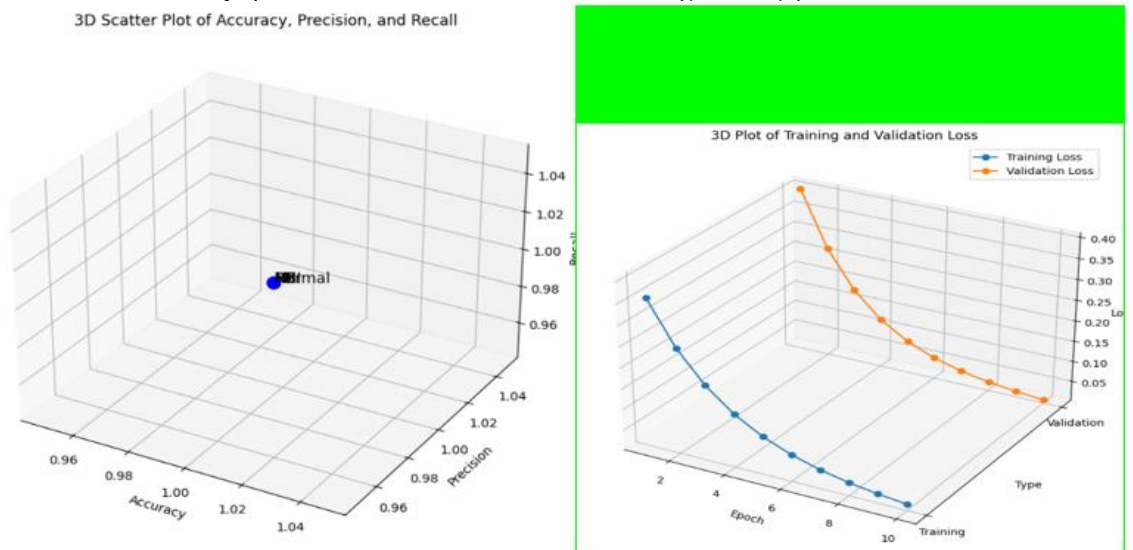 3D Scatter Plot of Accuracy, Precision, and Recall
1.04
1.02
1.00
0.98
0.96
1.04
1.02
1.00
0.98
0.96
Precision
0.96
0.98
1.00
1.02
1.04
Accuracy
3D Plot of Training and Validation Loss
Training Loss
Validation Loss
0.40
0.35
0.30
0.25
0.20
0.15
0.10
0.05
Lo
Validation
Type
Training
2
4
6
8
10
Epoch